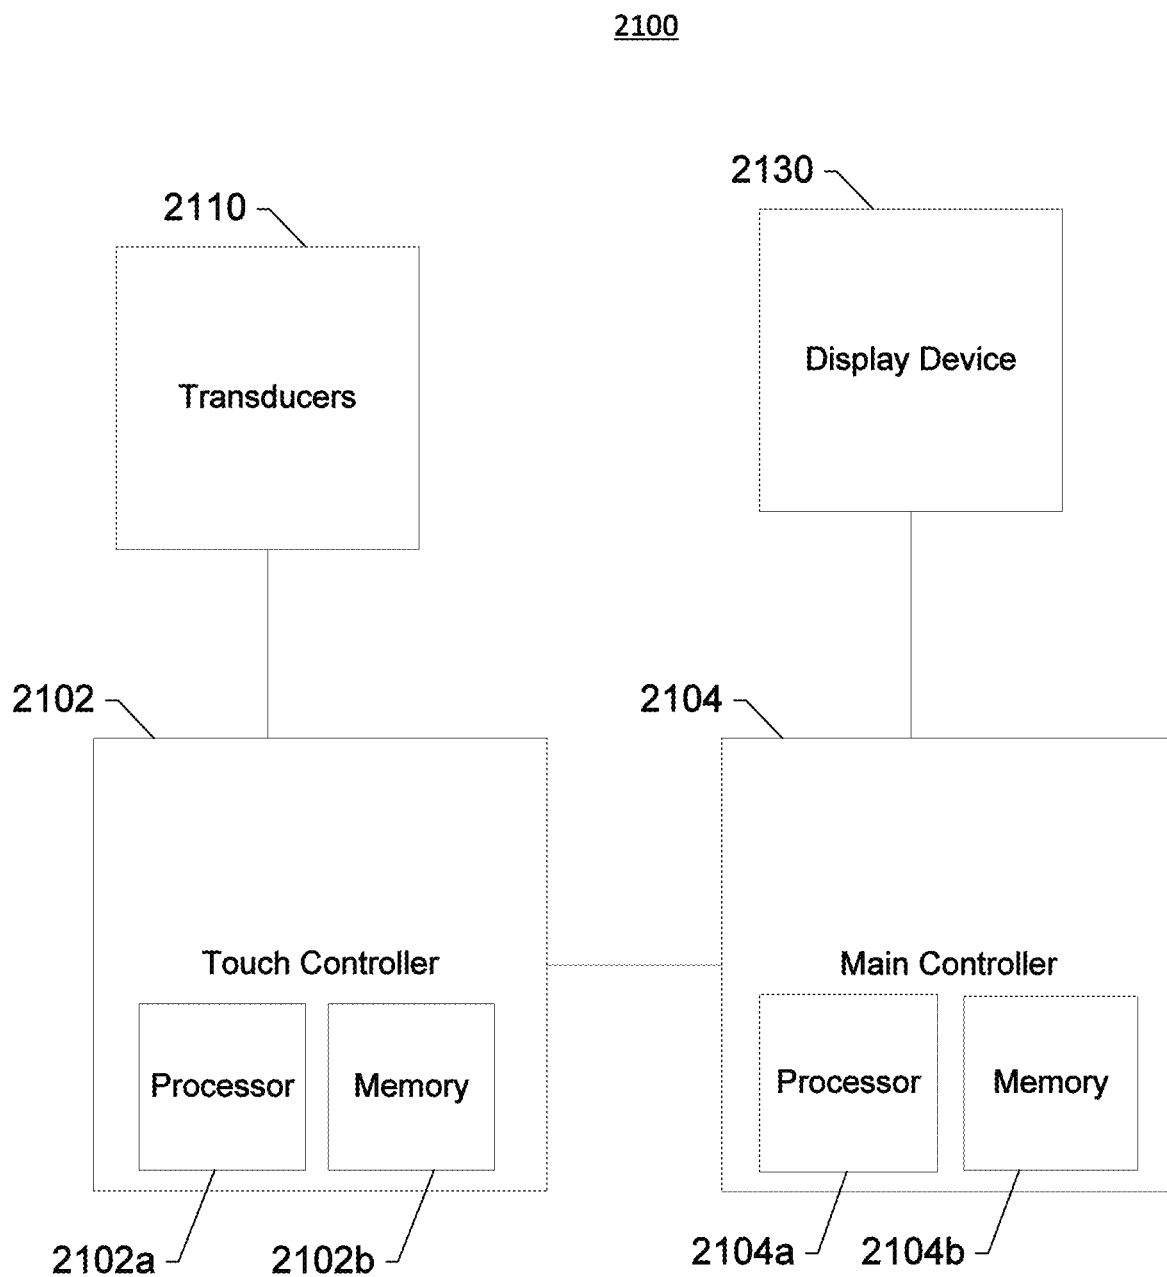 2100
2130
2110
Display Device
Transducers
2102
2104
Touch Controller
Main Controller
Processor
Memory
Processor
Memory
2102a
2102b
2104a
2104b